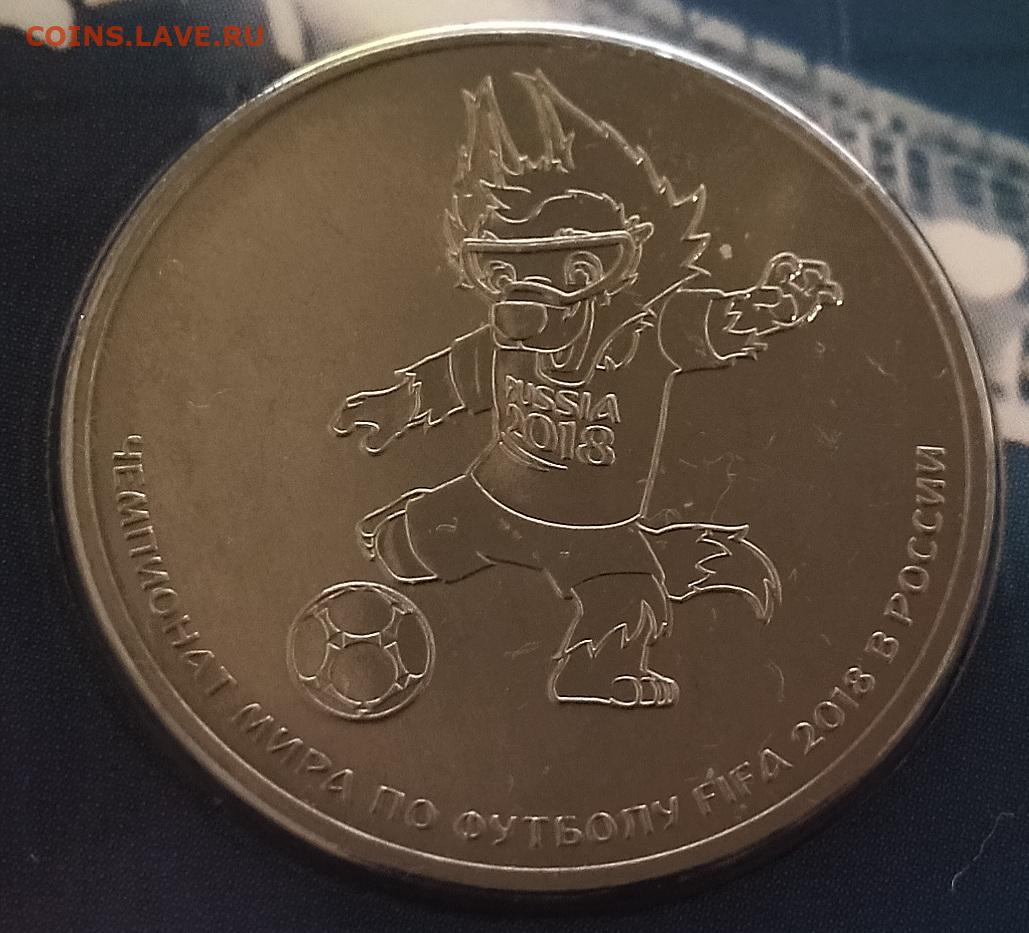 COINS.LAVE.RU
RUSSIA
2018
ЧЕМПИОНАТ МИРА ПО ФУТБОЛУ FIFA 2018 В РОССИИ